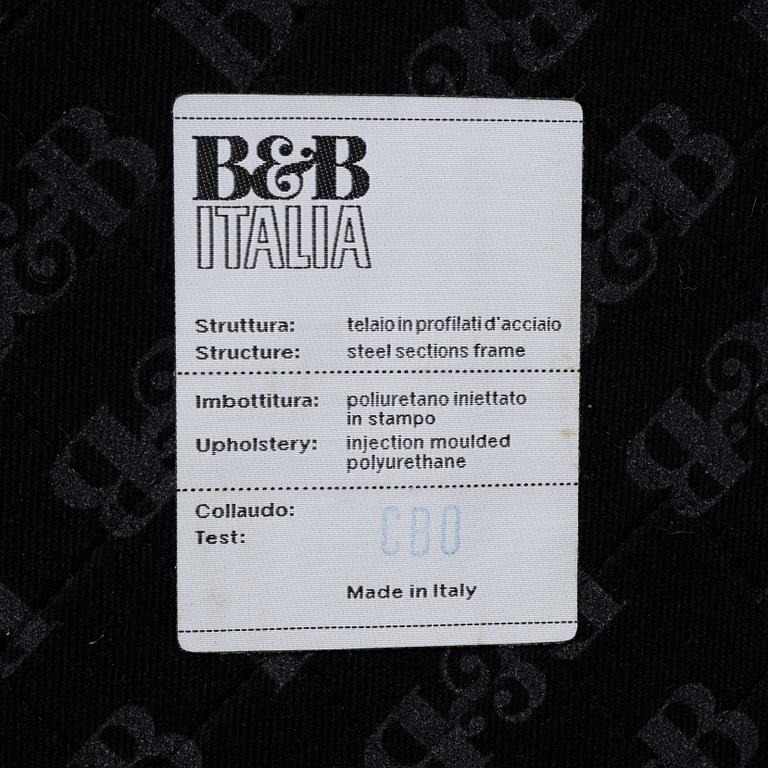 B&B
ITALIA
Struttura: telaio in profilati d'acciaio
Structure: steel sections frame
Imbottitura: poliuretano iniettato
in stampo
Upholstery: injection moulded
polyurethane
Collaudo:
Test: CBO
Made in Italy